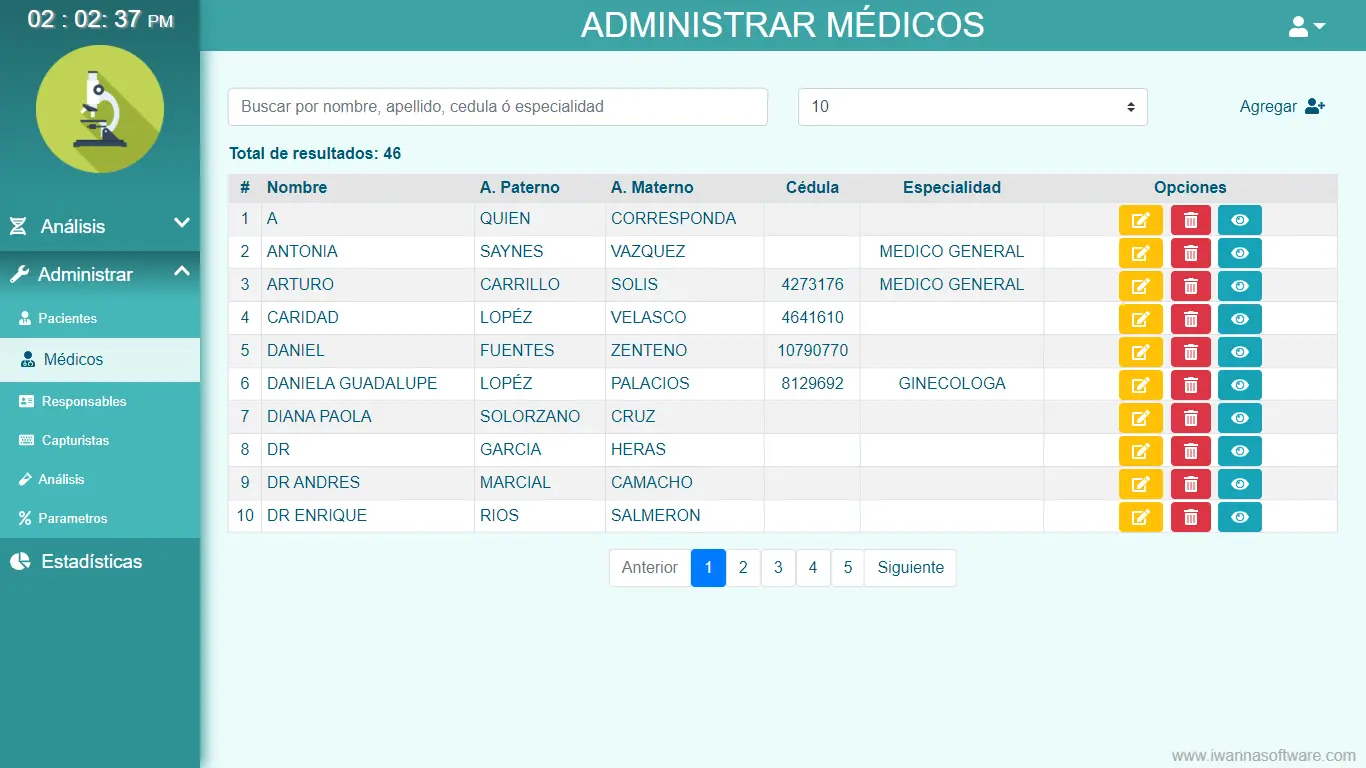 02 : 02: 37 PM
ADMINISTRAR MÉDICOS
Buscar por nombre, apellido, cedula ó especialidad
10
Agregar
Total de resultados: 46
# Nombre A. Paterno A. Materno Cédula Especialidad Opciones
1 A QUIEN CORRESPONDA
2 ANTONIA SAYNES VAZQUEZ MEDICO GENERAL
3 ARTURO CARRILLO SOLIS 4273176 MEDICO GENERAL
4 CARIDAD LOPÉZ VELASCO 4641610
5 DANIEL FUENTES ZENTENO 10790770
6 DANIELA GUADALUPE LOPÉZ PALACIOS 8129692 GINECOLOGA
7 DIANA PAOLA SOLORZANO CRUZ
8 DR GARCIA HERAS
9 DR ANDRES MARCIAL CAMACHO
10 DR ENRIQUE RIOS SALMERON
Anterior 1 2 3 4 5 Siguiente
Análisis
Administrar
Pacientes
Médicos
Responsables
Capturistas
Análisis
Parametros
Estadísticas
www.iwannasoftware.com